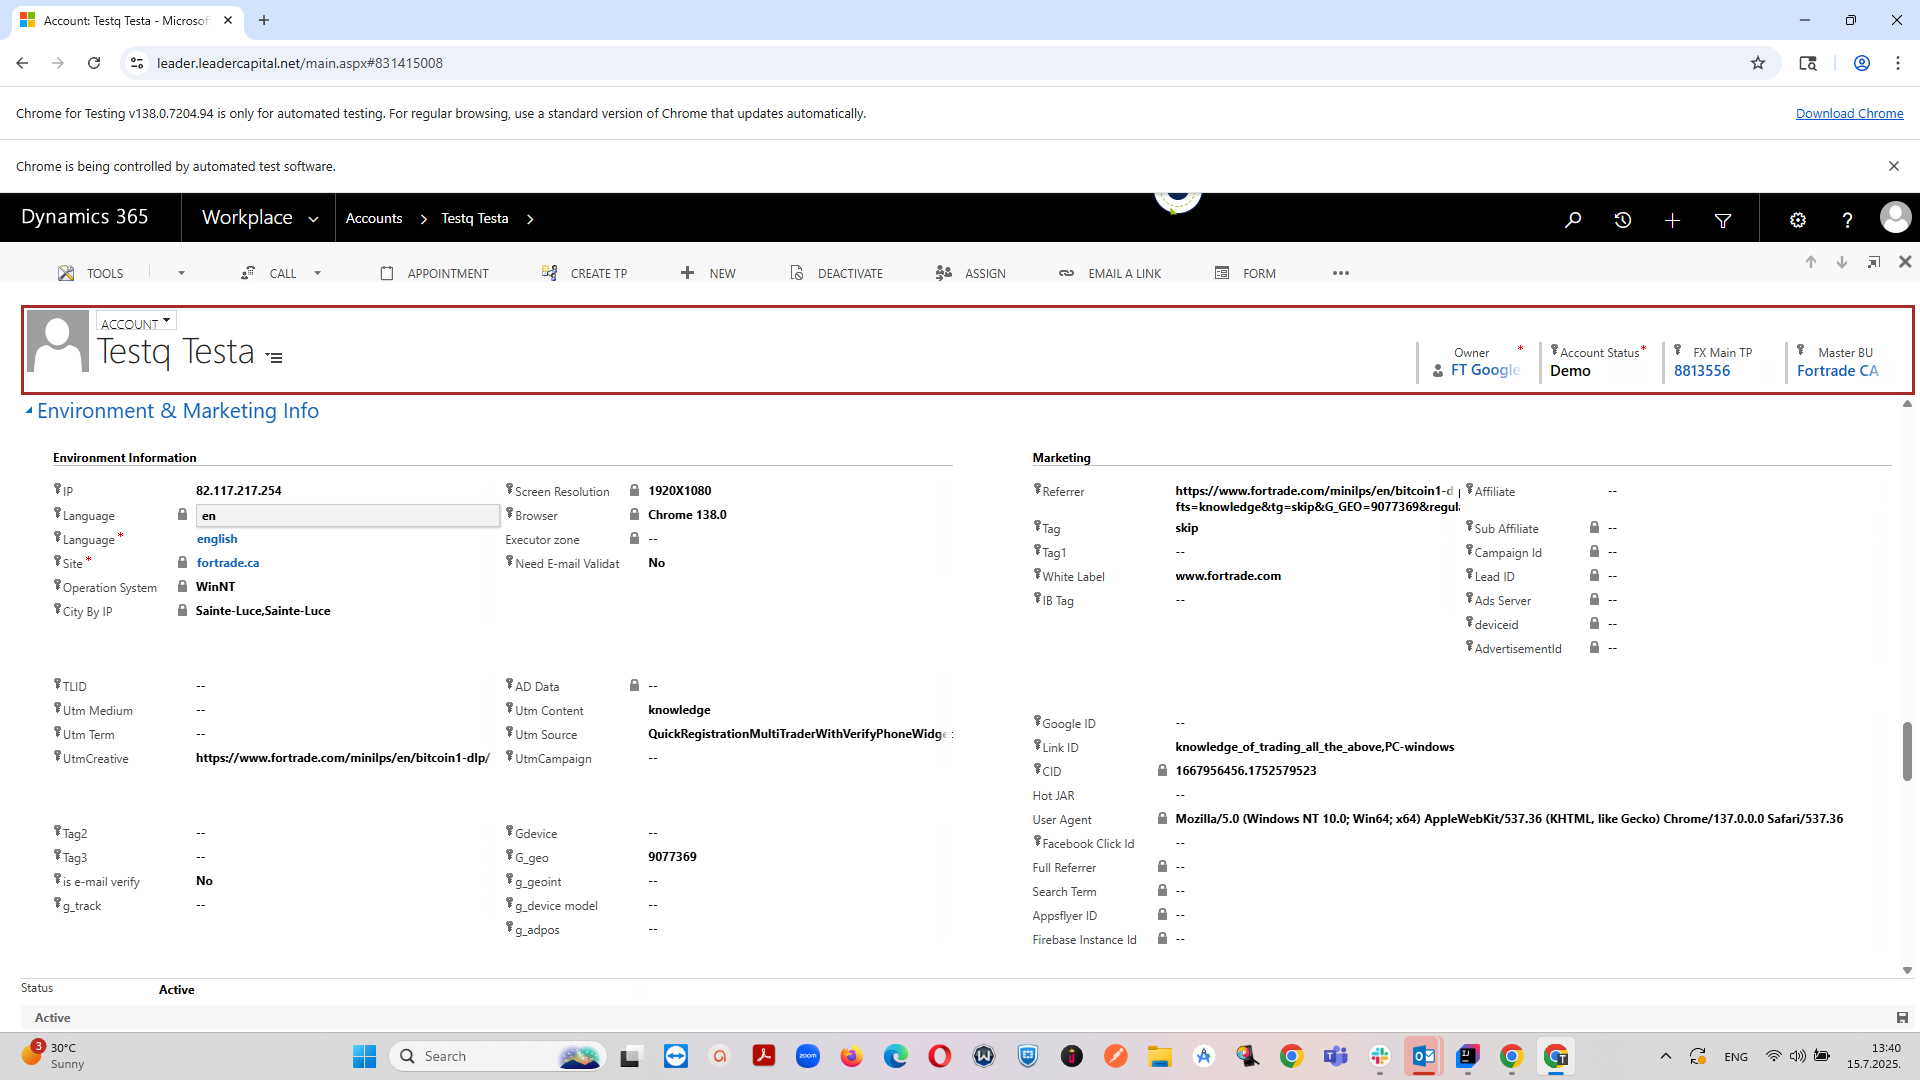 Account: Testq Testa - Microsof
leader.leadercapital.net/main.aspx#831415008
Chrome for Testing v138.0.7204.94 is only for automated testing. For regular browsing, use a standard version of Chrome that updates automatically.
Download Chrome
Chrome is being controlled by automated test software.
Dynamics 365
Workplace
Accounts
Testq Testa
TOOLS
CALL
APPOINTMENT
CREATE TP
NEW
DEACTIVATE
ASSIGN
EMAIL A LINK
FORM
ACCOUNT
Testq Testa
Owner *
FT Google
Account Status *
Demo
FX Main TP
8813556
Master BU
Fortrade CA
Environment & Marketing Info
Environment Information
IP 82.117.217.254
Language en
Language * english
Site * fortrade.ca
Operation System WinNT
City By IP Sainte-Luce,Sainte-Luce
Screen Resolution 1920X1080
Browser Chrome 138.0
Executor zone --
Need E-mail Validat No
TLID --
Utm Medium --
Utm Term --
UtmCreative https://www.fortrade.com/minilps/en/bitcoin1-dlp/
AD Data --
Utm Content knowledge
Utm Source QuickRegistrationMultiTraderWithVerifyPhoneWidge
UtmCampaign --
Tag2 --
Tag3 --
is e-mail verify No
g_track --
Gdevice --
G_geo 9077369
g_geoint --
g_device model --
g_adpos --
Marketing
Referrer https://www.fortrade.com/minilps/en/bitcoin1-d
fts=knowledge&tg=skip&G_GEO=9077369&regula
Tag skip
Tag1 --
White Label www.fortrade.com
IB Tag --
Affiliate --
Sub Affiliate --
Campaign Id --
Lead ID --
Ads Server --
deviceid --
AdvertisementId --
Google ID --
Link ID knowledge_of_trading_all_the_above,PC-windows
CID 1667956456.1752579523
Hot JAR --
User Agent Mozilla/5.0 (Windows NT 10.0; Win64; x64) AppleWebKit/537.36 (KHTML, like Gecko) Chrome/137.0.0.0 Safari/537.36
Facebook Click Id --
Full Referrer --
Search Term --
Appsflyer ID --
Firebase Instance Id --
Status Active
Active
3
30°C
Sunny
Search
zoom
ENG
13:40
15.7.2025.